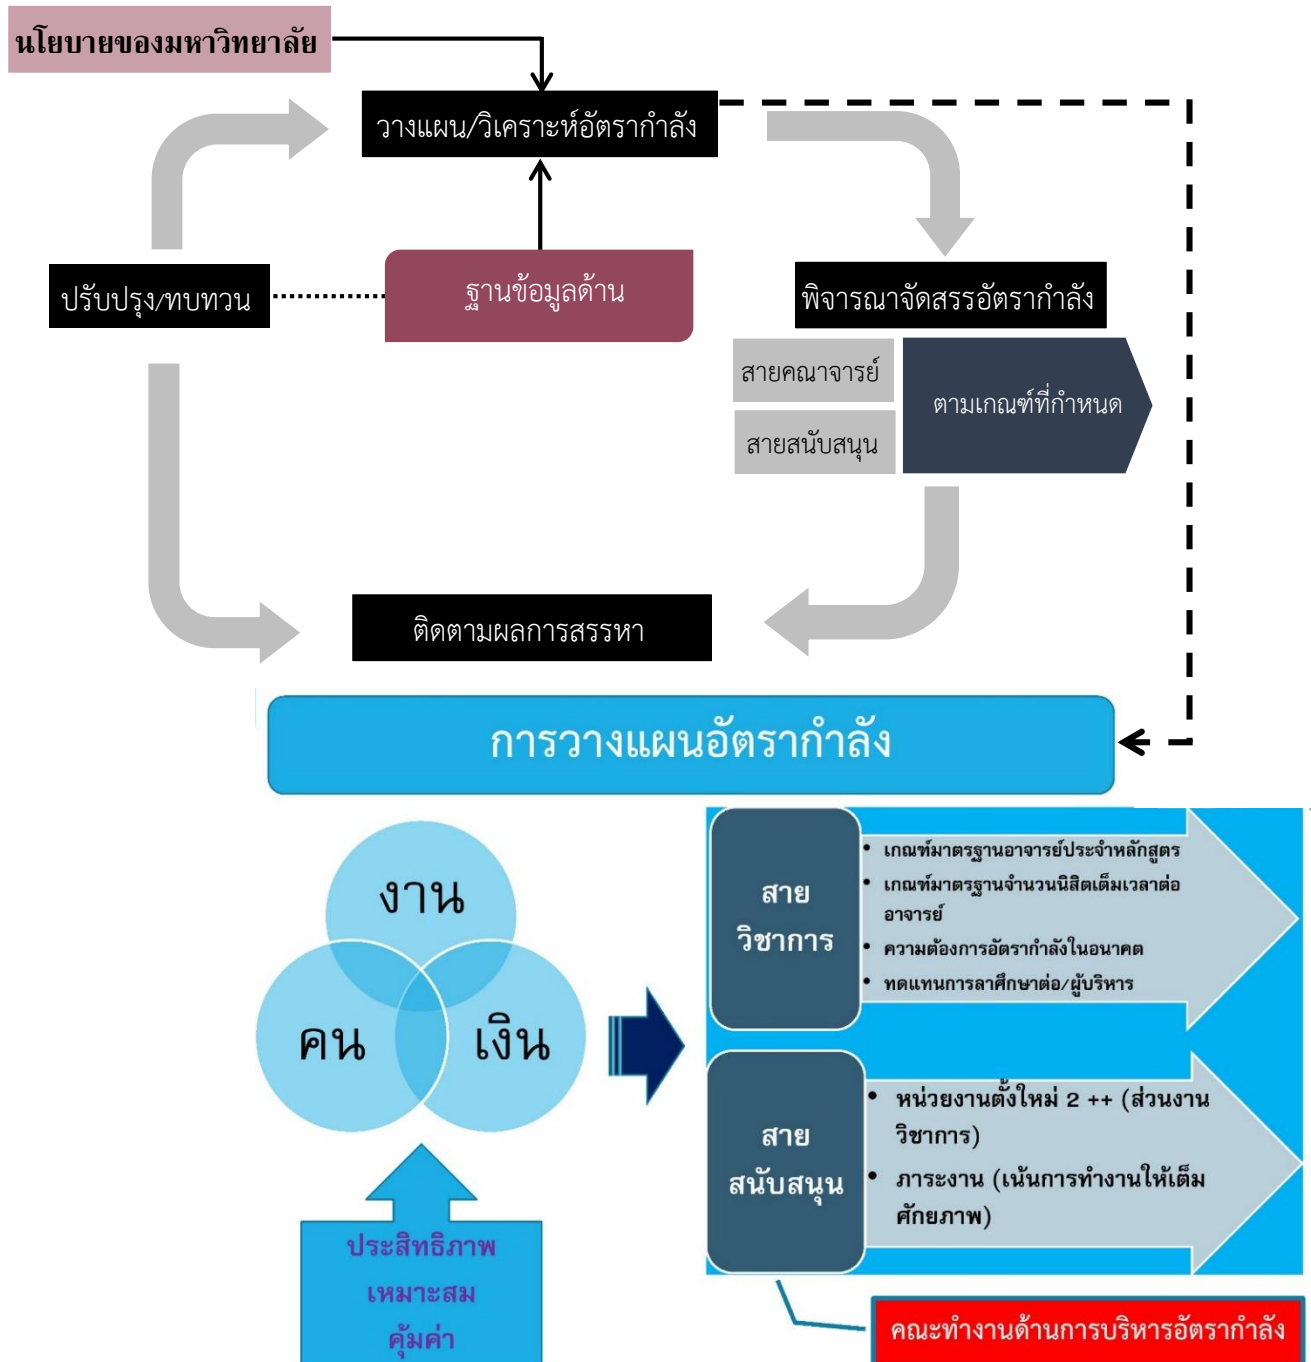 นโยบายของมหาวิทยาลัย
วางแผน/วิเคราะห์อัตรากำลัง
ปรับปรุง/ทบทวน
ฐานข้อมูลด้าน
พิจารณาจัดสรรอัตรากำลัง
สายคณาจารย์
ตามเกณฑ์ที่กำหนด
สายสนับสนุน
ติดตามผลการสรรหา
การวางแผนอัตรากำลัง
งาน
คน
เงิน
ประสิทธิภาพ
เหมาะสม
คุ้มค่า
สาย
วิชาการ
• เกณฑ์มาตรฐานอาจารย์ประจำหลักสูตร
• เกณฑ์มาตรฐานจำนวนนิสิตเต็มเวลาต่อ
อาจารย์
• ความต้องการอัตรากำลังในอนาคต
• ทดแทนการลาศึกษาต่อ/ผู้บริหาร
สาย
สนับสนุน
• หน่วยงานตั้งใหม่ 2 ++ (ส่วนงาน
วิชาการ)
• ภาระงาน (เน้นการทำงานให้เต็ม
ศักยภาพ)
คณะทำงานด้านการบริหารอัตรากำลัง